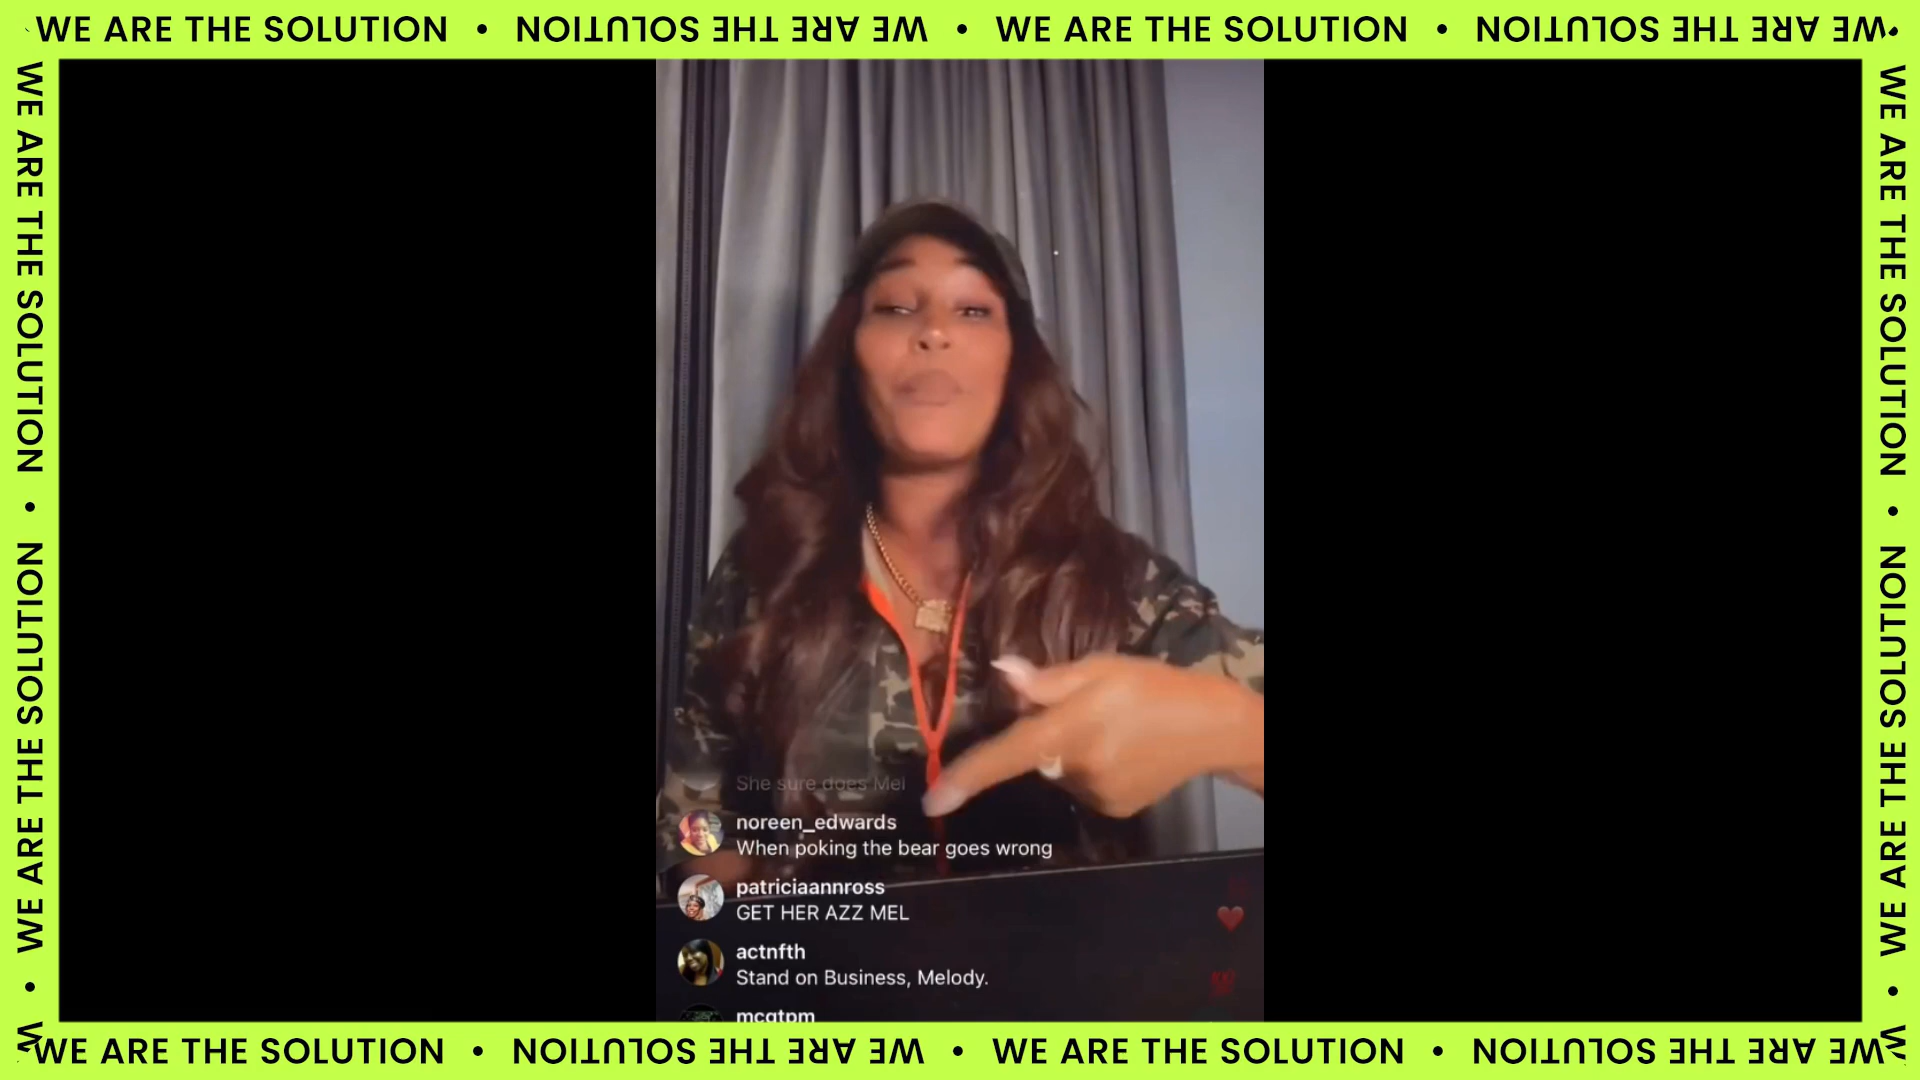 WE ARE THE SOLUTION • WE ARE THE SOLUTION • WE ARE THE SOLUTION • WE ARE THE SOLUTION
WE ARE THE SOLUTION • WE ARE THE SOLUTION •
She sure does Mel
noreen_edwards
When poking the bear goes wrong
patriciaannross
GET HER AZZ MEL
actnfth
Stand on Business, Melody.
mcqtpm
WE ARE THE SOLUTION • WE ARE THE SOLUTION •
WE ARE THE SOLUTION • WE ARE THE SOLUTION • WE ARE THE SOLUTION • WE ARE THE SOLUTION